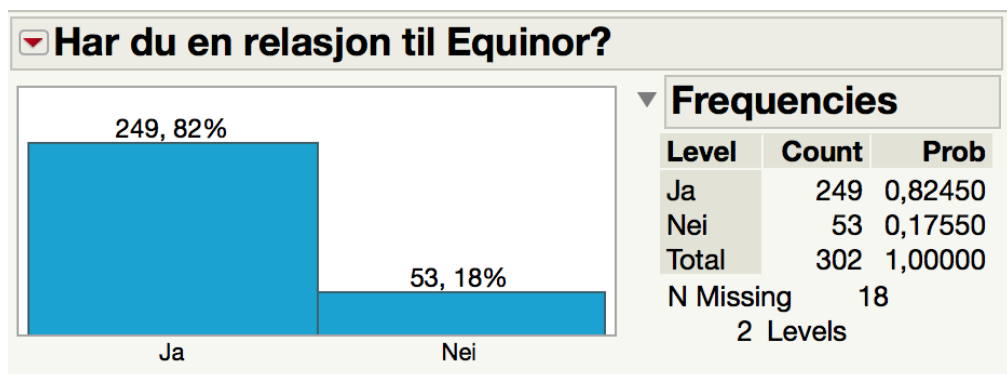 Har du en relasjon til Equinor?
249, 82%
53, 18%
Ja
Nei
Frequencies
Level Count Prob
Ja 249 0,82450
Nei 53 0,17550
Total 302 1,00000
N Missing 18
2 Levels